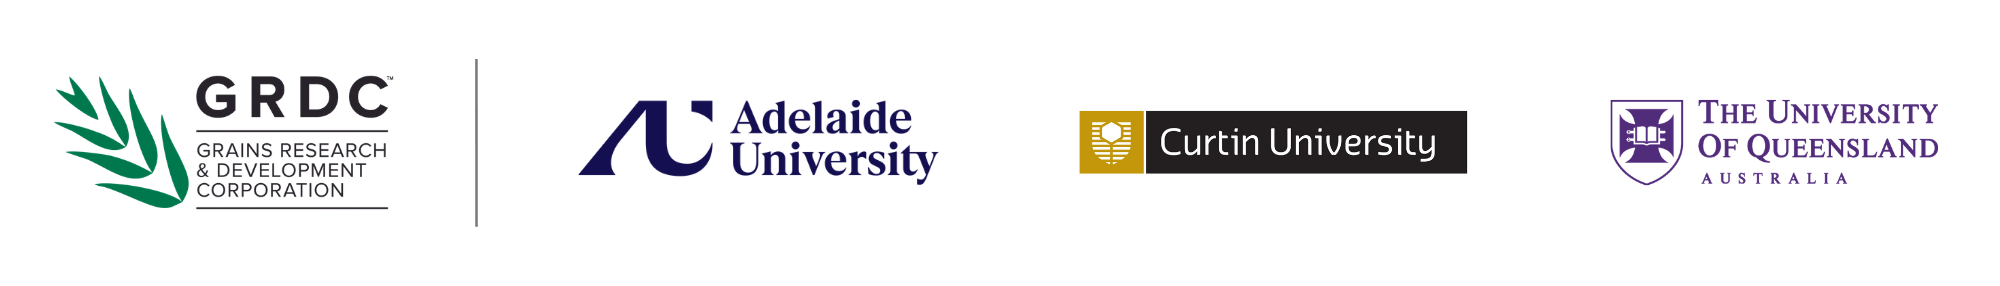 GRDC™
GRAINS RESEARCH
& DEVELOPMENT
CORPORATION
Adelaide
University
Curtin University
THE UNIVERSITY
OF QUEENSLAND
AUSTRALIA